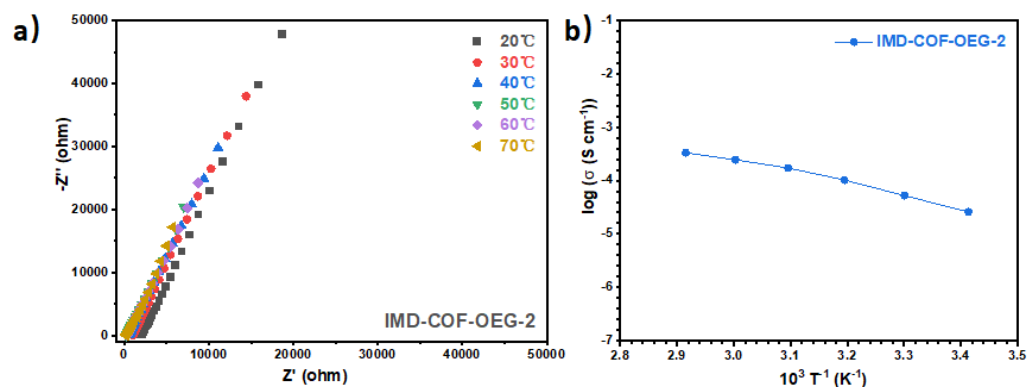 a)
50000
40000
30000
20000
10000
0
-Z'' (ohm)
20℃
30℃
40℃
50℃
60℃
70℃
IMD-COF-OEG-2
0 10000 20000 30000 40000 50000
Z' (ohm)
b)
-1
-2
-3
-4
-5
-6
-7
log (σ (S cm⁻¹))
IMD-COF-OEG-2
2.8 2.9 3.0 3.1 3.2 3.3 3.4 3.5
10³ T⁻¹ (K⁻¹)